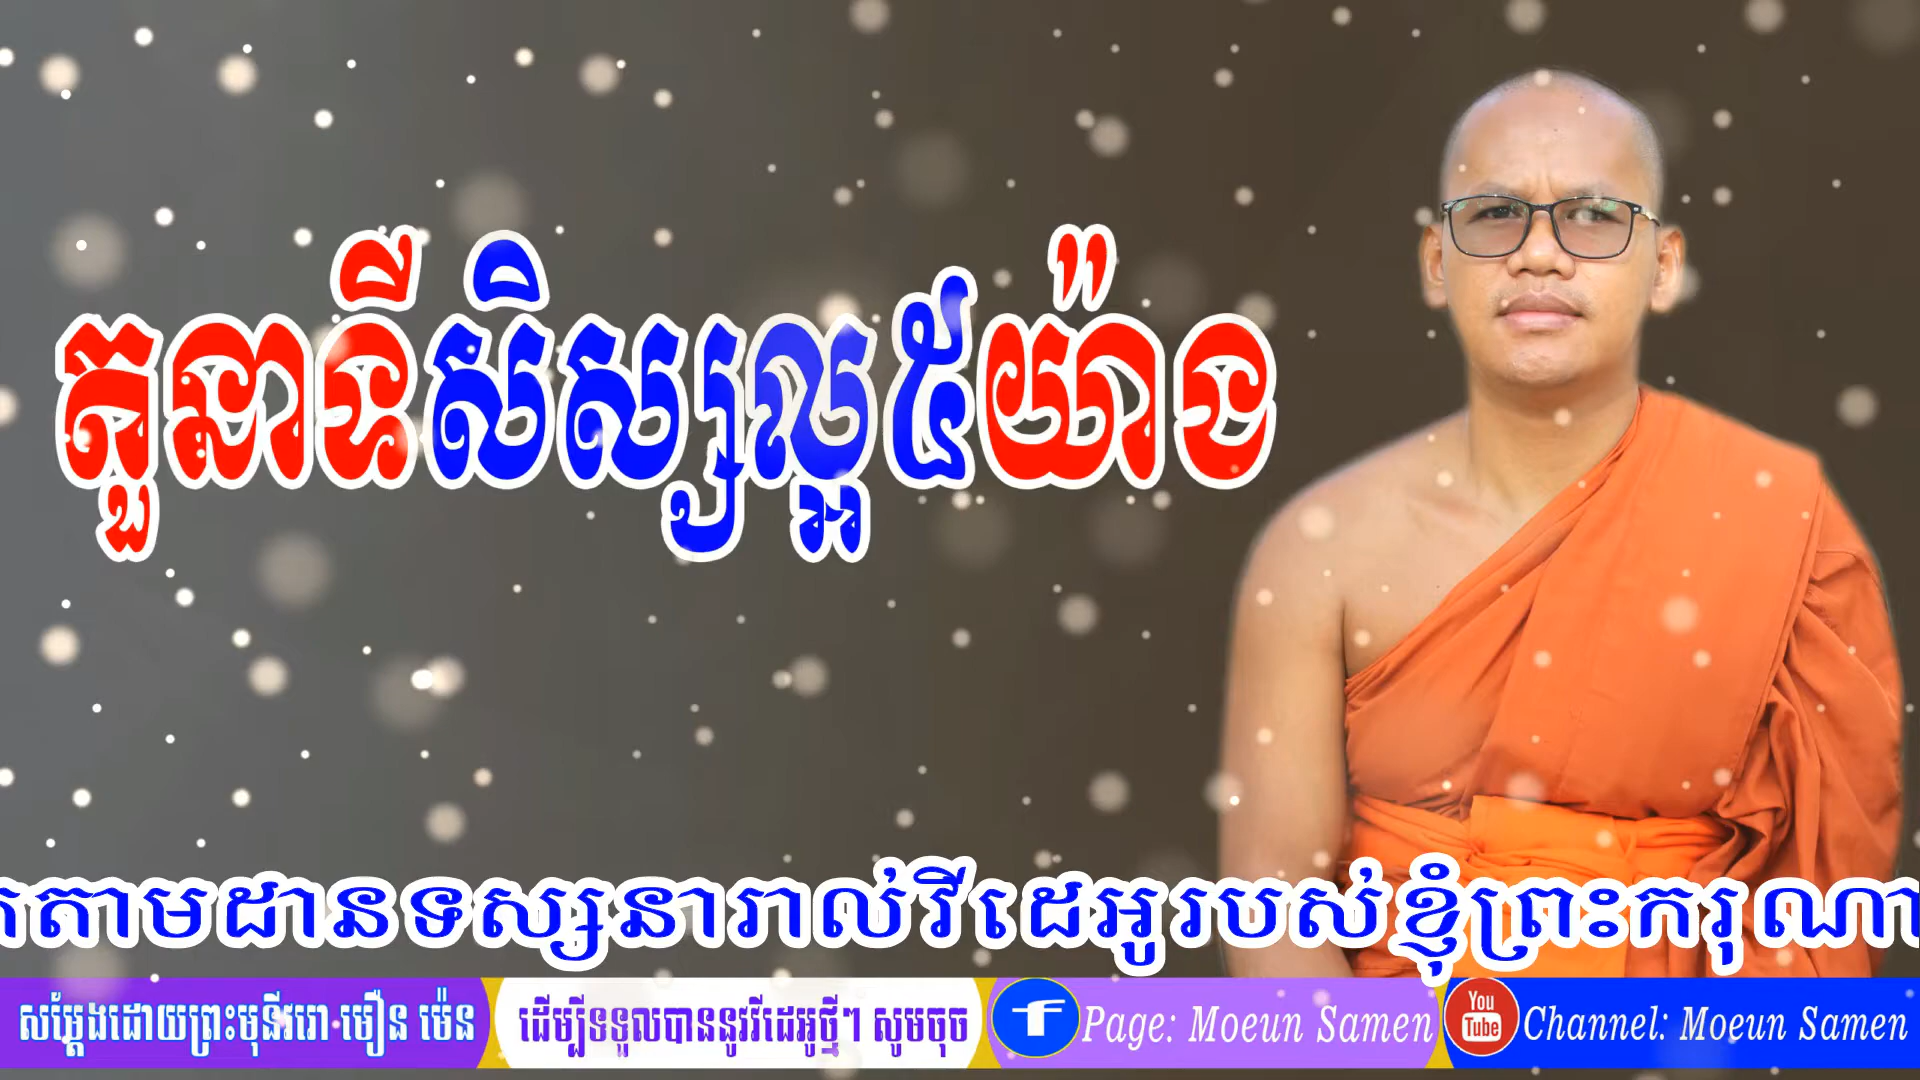 តួនាទីសិស្សល្អ៥យ៉ាង
តាមដានទស្សនារាល់វីដេអូរបស់ខ្ញុំព្រះករុណា
សម្តែងដោយព្រះមុនីវរោ មឿន ម៉េន
ដើម្បីទទួលបាននូវវីដេអូថ្មីៗ សូមចុច
f Page: Moeun Samen
You Tube Channel: Moeun Samen